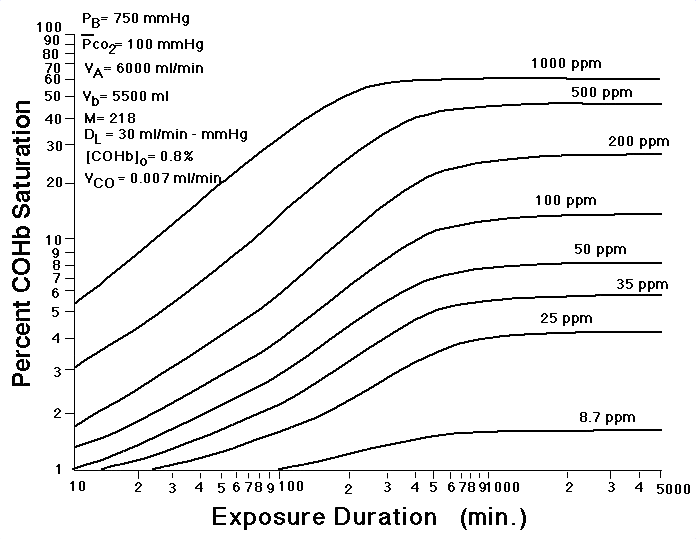 P_B= 750 mmHg
P̅co₂= 100 mmHg
V̇_A= 6000 ml/min
V_b= 5500 ml
M= 218
D_L = 30 ml/min - mmHg
[COHb]₀= 0.8%
V̇_CO = 0.007 ml/min
Percent COHb Saturation
100
90
80
70
60
50
40
30
20
10
9
8
7
6
5
4
3
2
1
1000 ppm
500 ppm
200 ppm
100 ppm
50 ppm
35 ppm
25 ppm
8.7 ppm
10 2 3 4 5 6 7 8 9 100 2 3 4 5 6 7 8 9 1000 2 3 4 5000
Exposure Duration (min.)